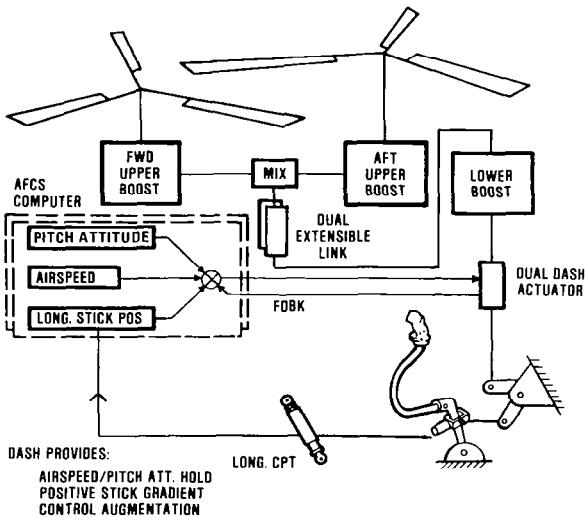 FWD
UPPER
BOOST
MIX
AFT
UPPER
BOOST
LOWER
BOOST
AFCS
COMPUTER
DUAL
EXTENSIBLE
LINK
PITCH ATTITUDE
AIRSPEED
LONG. STICK POS
FDBK
DUAL DASH
ACTUATOR
LONG. CPT
DASH PROVIDES:
AIRSPEED/PITCH ATT. HOLD
POSITIVE STICK GRADIENT
CONTROL AUGMENTATION